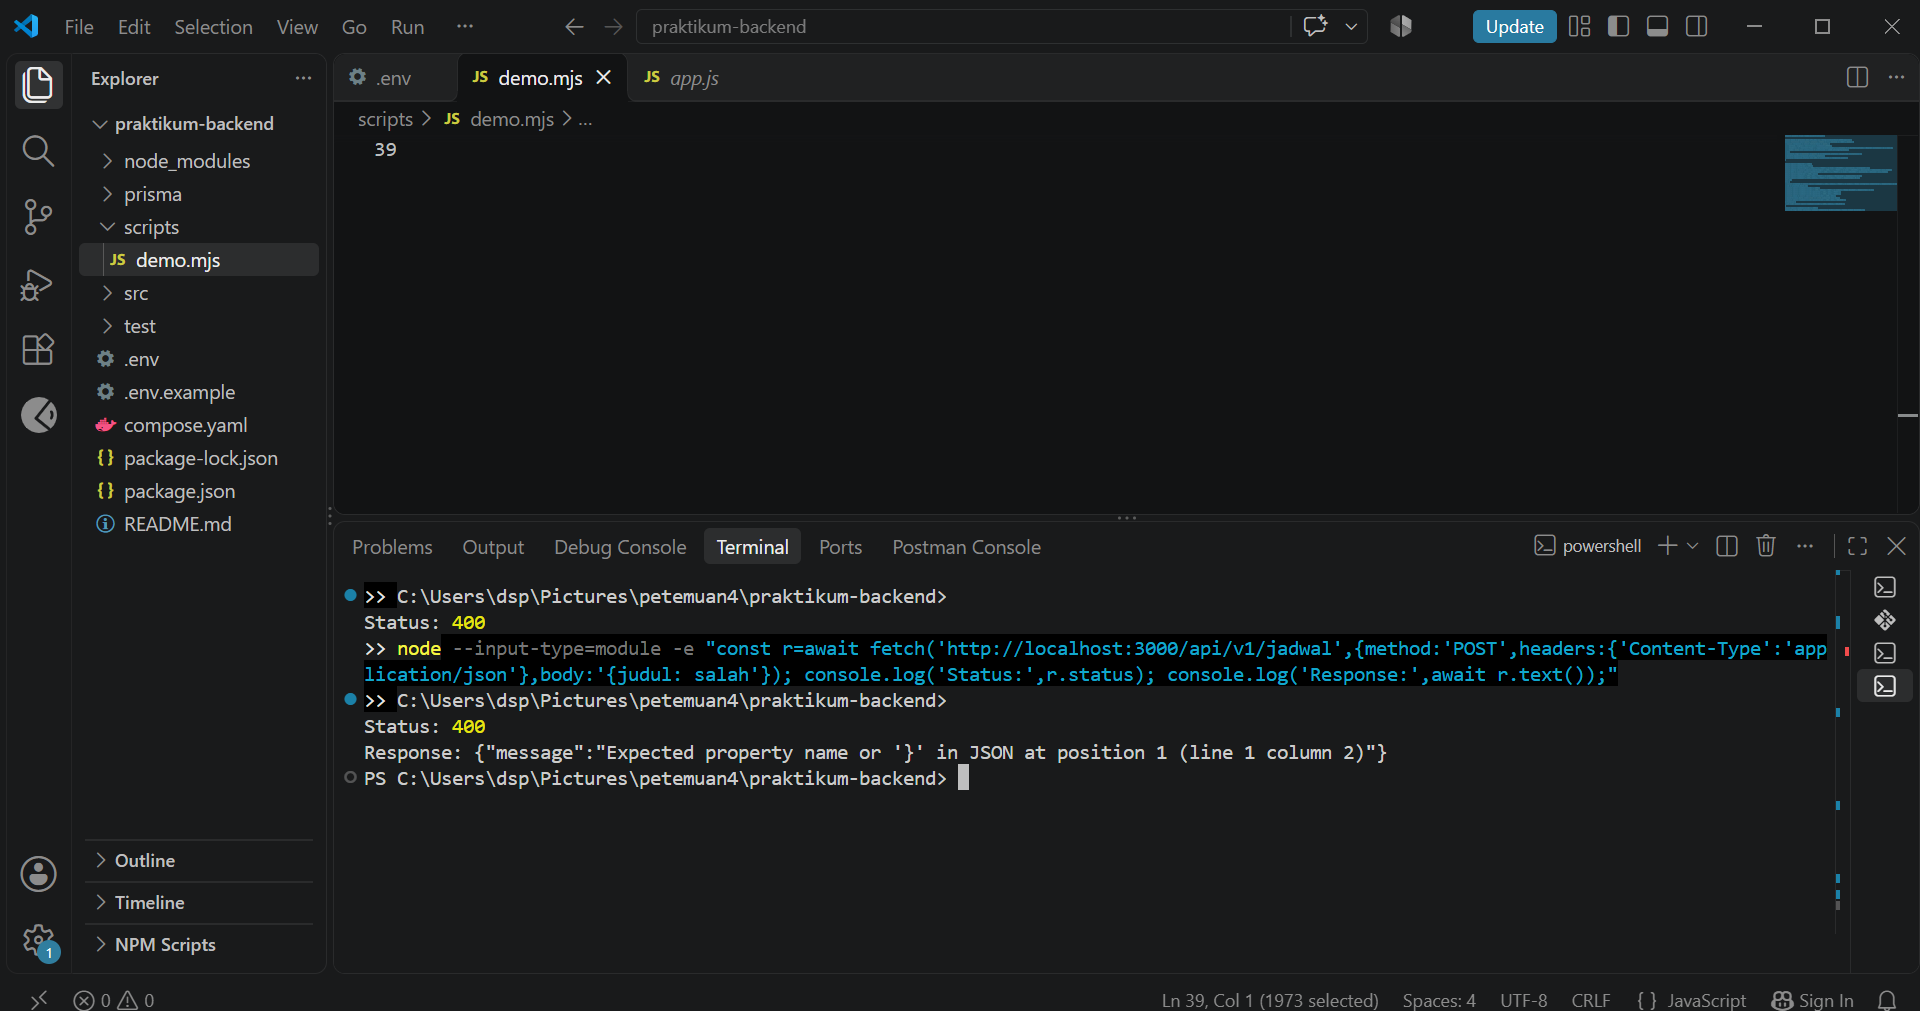 File Edit Selection View Go Run ··· praktikum-backend Update
Explorer ···
praktikum-backend
node_modules
prisma
scripts
JS demo.mjs
src
test
.env
.env.example
compose.yaml
{} package-lock.json
{} package.json
README.md
Outline
Timeline
NPM Scripts
1
.env JS demo.mjs JS app.js
scripts > JS demo.mjs > ...
39
Problems Output Debug Console Terminal Ports Postman Console powershell
>> C:\Users\dsp\Pictures\petemuan4\praktikum-backend>
Status: 400
>> node --input-type=module -e "const r=await fetch('http://localhost:3000/api/v1/jadwal',{method:'POST',headers:{'Content-Type':'app
lication/json'},body:'{judul: salah'}); console.log('Status:',r.status); console.log('Response:',await r.text());"
>> C:\Users\dsp\Pictures\petemuan4\praktikum-backend>
Status: 400
Response: {"message":"Expected property name or '}' in JSON at position 1 (line 1 column 2)"}
PS C:\Users\dsp\Pictures\petemuan4\praktikum-backend>
0 0 Ln 39, Col 1 (1973 selected) Spaces: 4 UTF-8 CRLF {} JavaScript Sign In